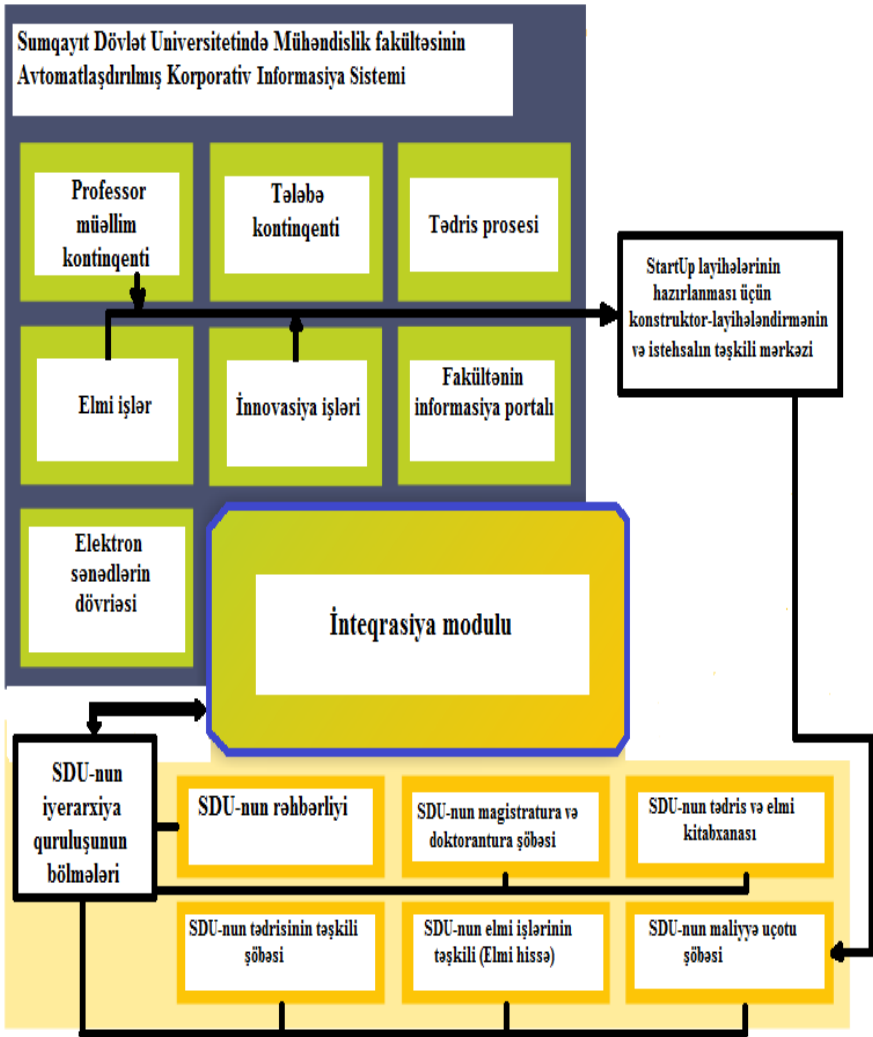 Sumqayıt Dövlət Universitetində Mühəndislik fakültəsinin
Avtomatlaşdırılmış Korporativ Informasiya Sistemi
Professor
müəllim
kontinqenti
Tələbə
kontinqenti
Tədris prosesi
StartUp layihələrinin
hazırlanması üçün
konstruktor-layihələndirmənin
və istehsalın təşkili mərkəzi
Elmi işlər
İnnovasiya işləri
Fakültənin
informasiya portalı
Elektron
sənədlərin
dövriəsi
İnteqrasiya modulu
SDU-nun
iyerarxiya
quruluşunun
bölmələri
SDU-nun rəhbərliyi
SDU-nun magistratura və
doktorantura şöbəsi
SDU-nun tədris və elmi
kitabxanası
SDU-nun tədrisinin təşkili
şöbəsi
SDU-nun elmi işlərinin
təşkili (Elmi hissə)
SDU-nun maliyyə uçotu
şöbəsi